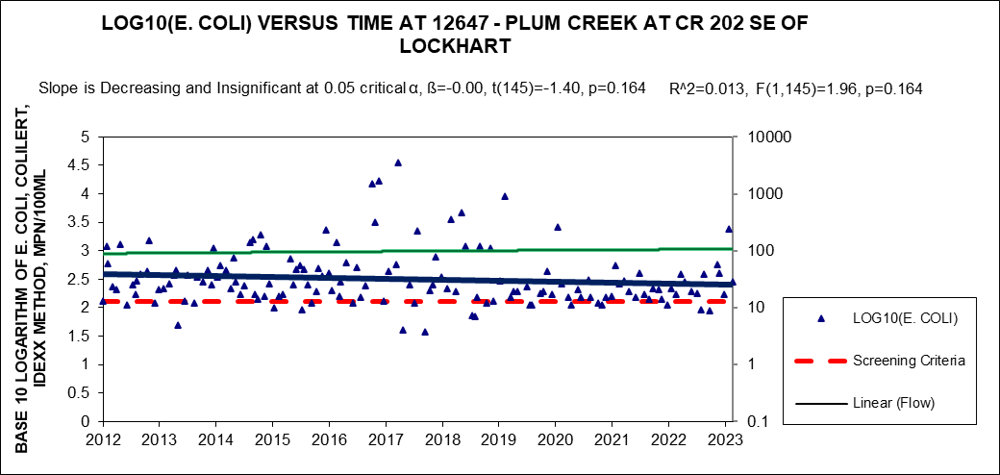 LOG10(E. COLI) VERSUS TIME AT 12647 - PLUM CREEK AT CR 202 SE OF
LOCKHART
Slope is Decreasing and Insignificant at 0.05 critical α, ß=-0.00, t(145)=-1.40, p=0.164 R^2=0.013, F(1,145)=1.96, p=0.164
BASE 10 LOGARITHM OF E. COLI, COLILERT,
IDEXX METHOD, MPN/100ML
5
4.5
4
3.5
3
2.5
2
1.5
1
0.5
0
10000
1000
100
10
1
0.1
2012 2013 2014 2015 2016 2017 2018 2019 2020 2021 2022 2023
LOG10(E. COLI)
Screening Criteria
Linear (Flow)